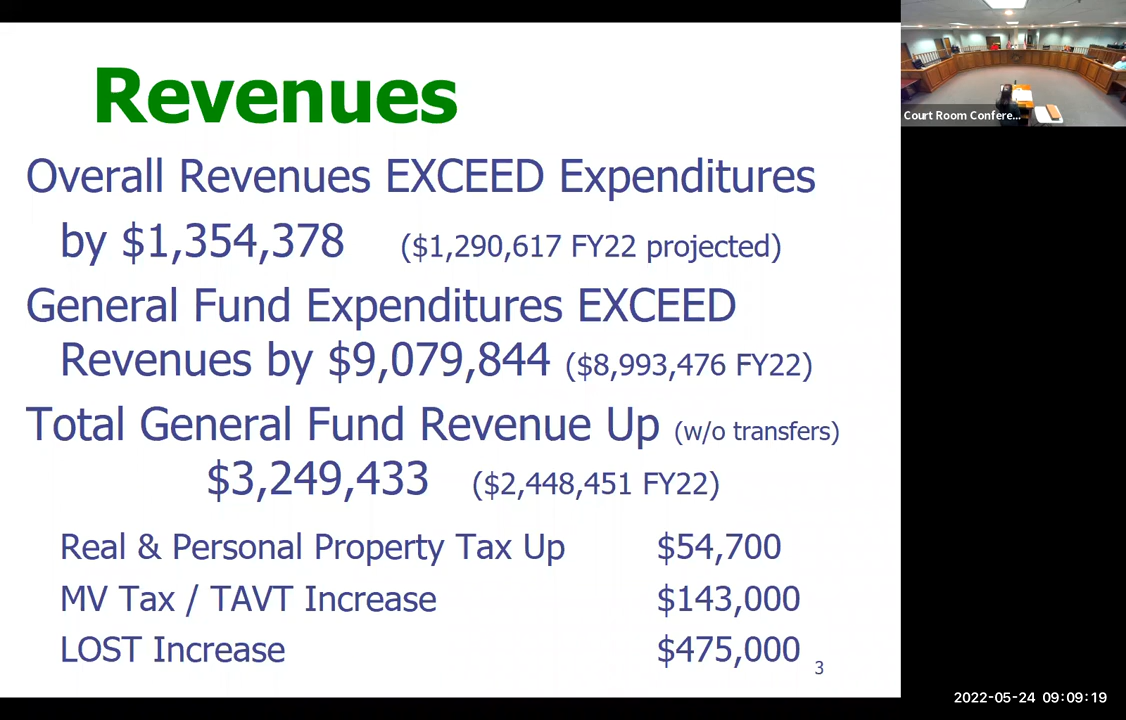 Revenues
Overall Revenues EXCEED Expenditures
by $1,354,378 ($1,290,617 FY22 projected)
General Fund Expenditures EXCEED
Revenues by $9,079,844 ($8,993,476 FY22)
Total General Fund Revenue Up (w/o transfers)
$3,249,433 ($2,448,451 FY22)
Real & Personal Property Tax Up $54,700
MV Tax / TAVT Increase $143,000
LOST Increase $475,000
3
Court Room Confere...
2022-05-24 09:09:19